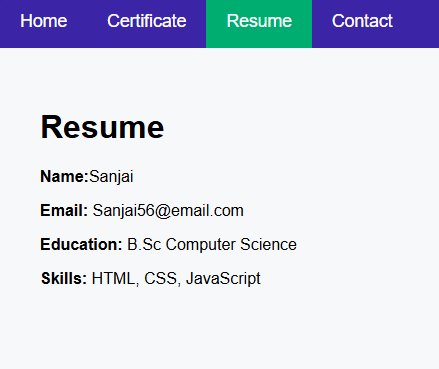 Home Certificate Resume Contact
Resume
Name:Sanjai
Email: Sanjai56@email.com
Education: B.Sc Computer Science
Skills: HTML, CSS, JavaScript